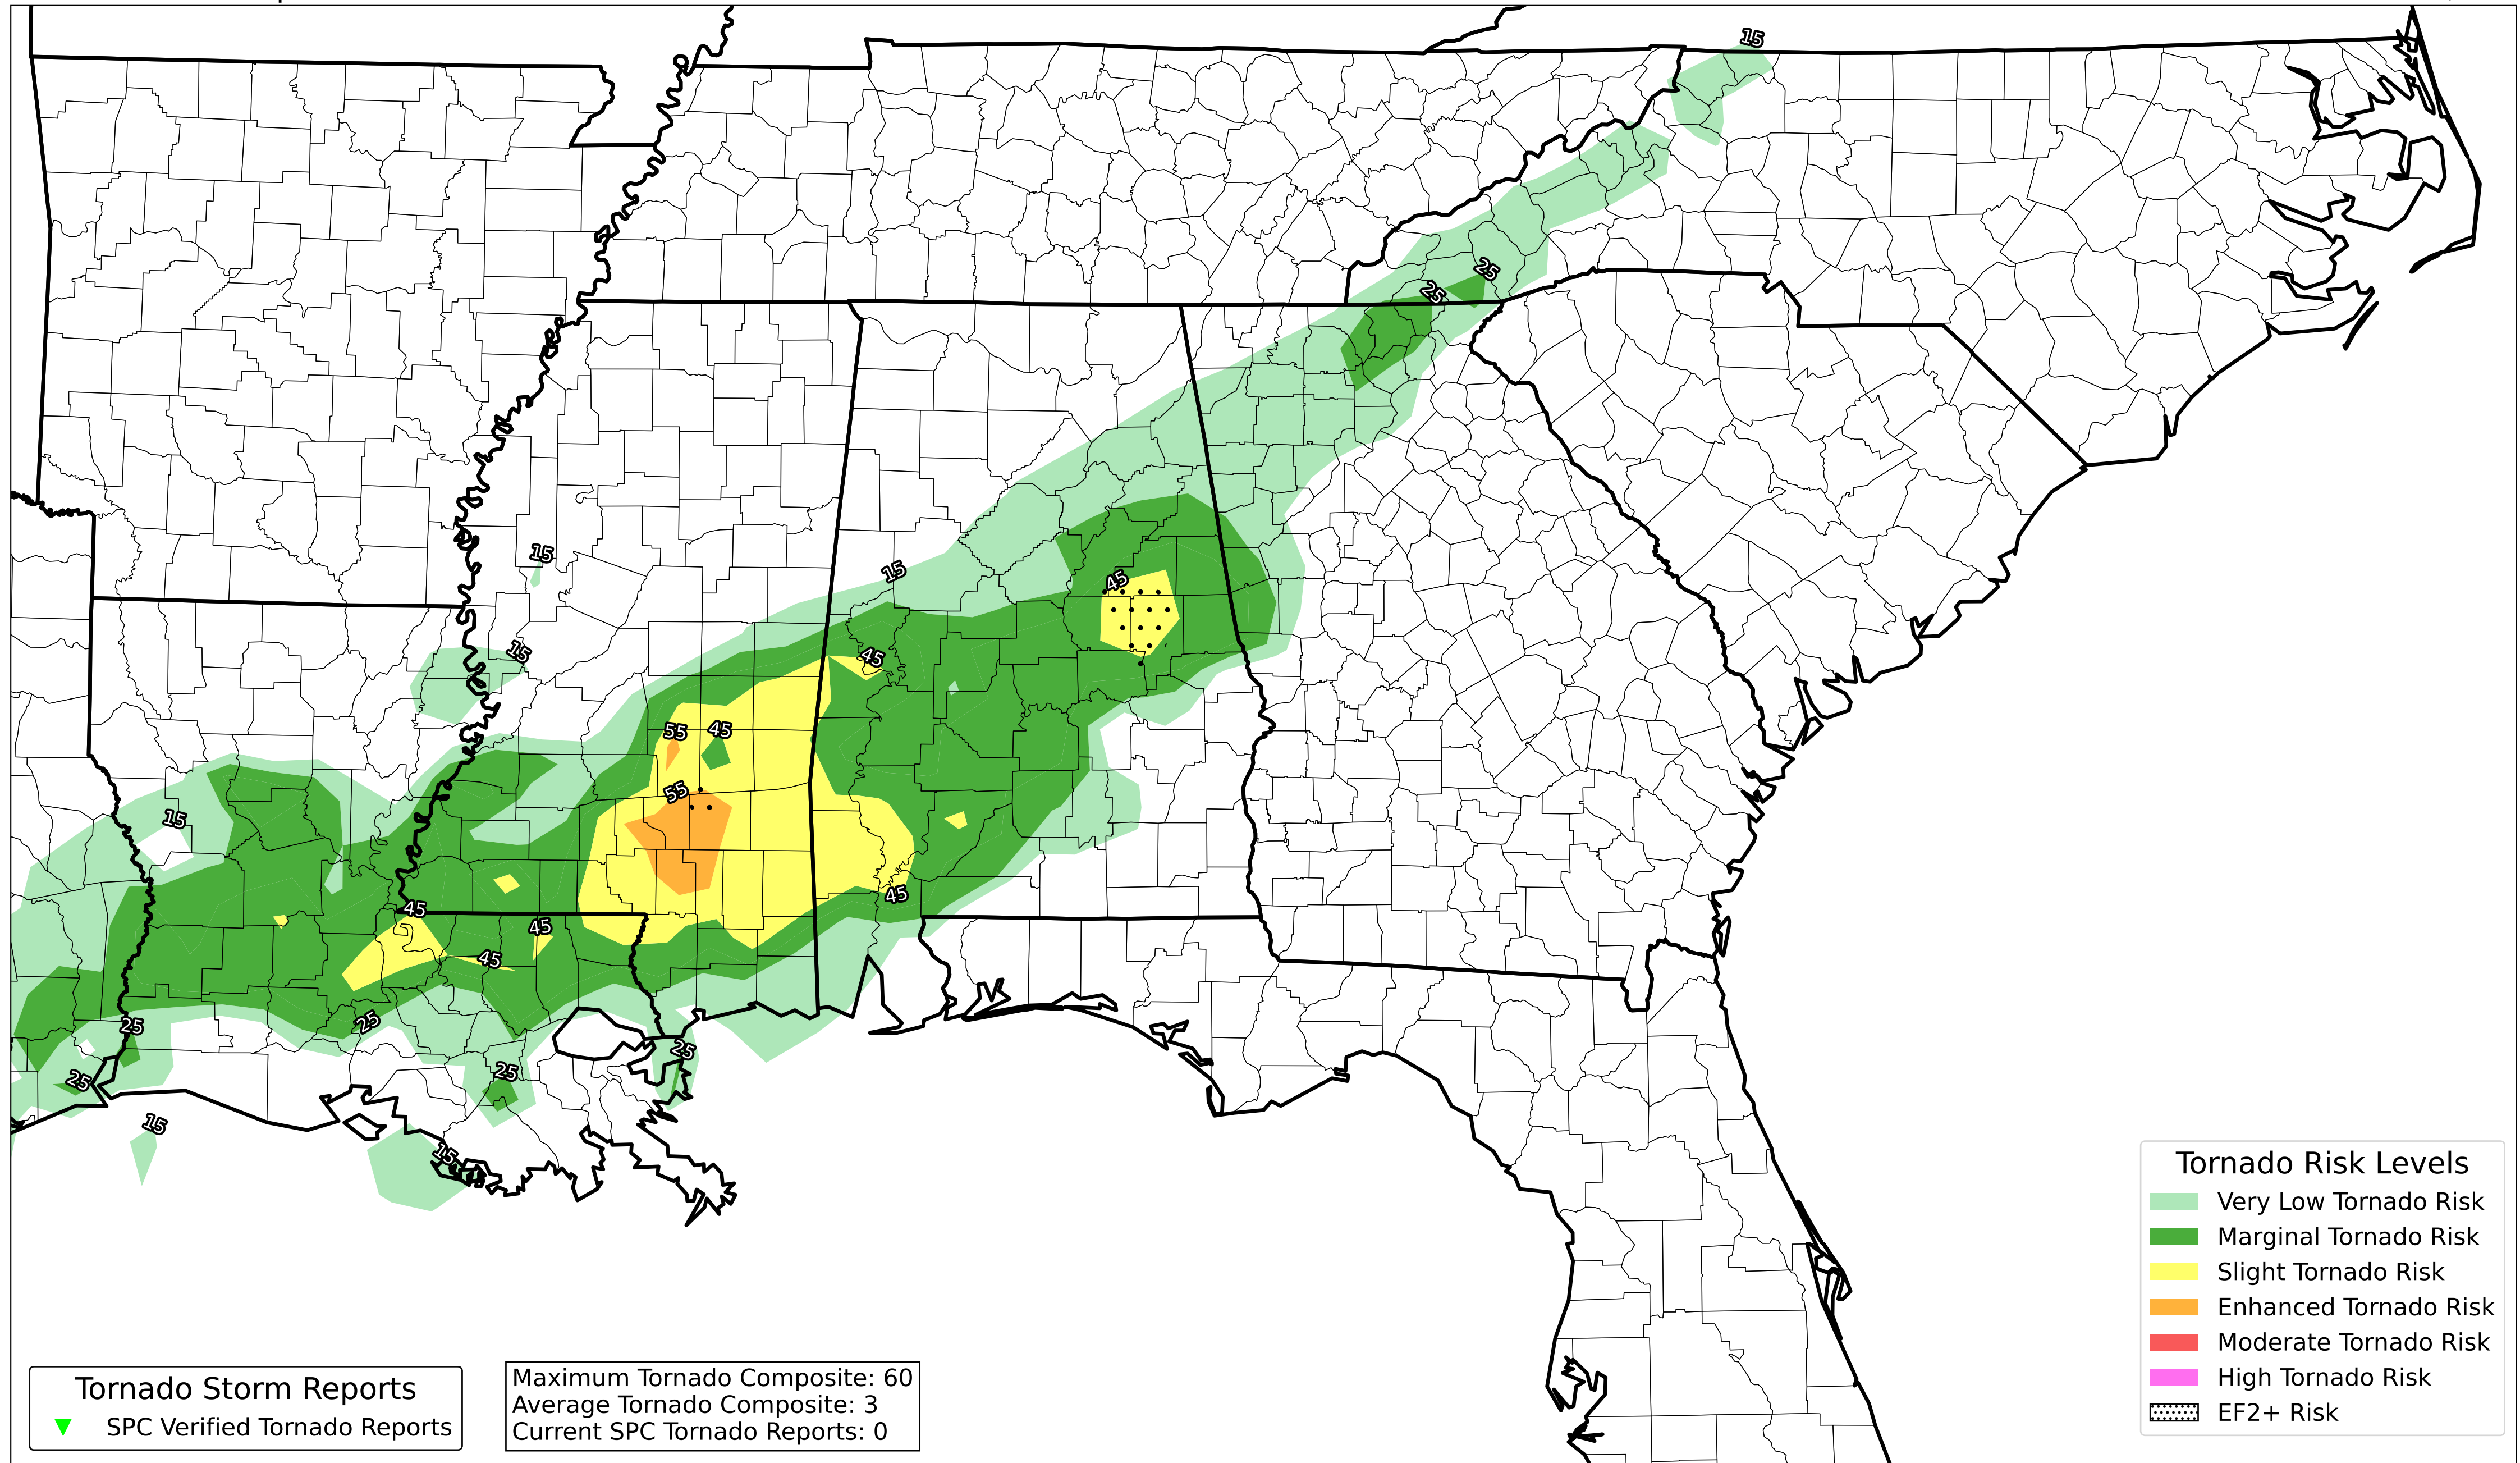 15
25
25
15
45
15
15
45
55
45
55
15
45
45
45
45
25
25
25
25
25
15
15
Tornado Risk Levels
Very Low Tornado Risk
Marginal Tornado Risk
Slight Tornado Risk
Enhanced Tornado Risk
Moderate Tornado Risk
High Tornado Risk
EF2+ Risk
Tornado Storm Reports
SPC Verified Tornado Reports
Maximum Tornado Composite: 60
Average Tornado Composite: 3
Current SPC Tornado Reports: 0